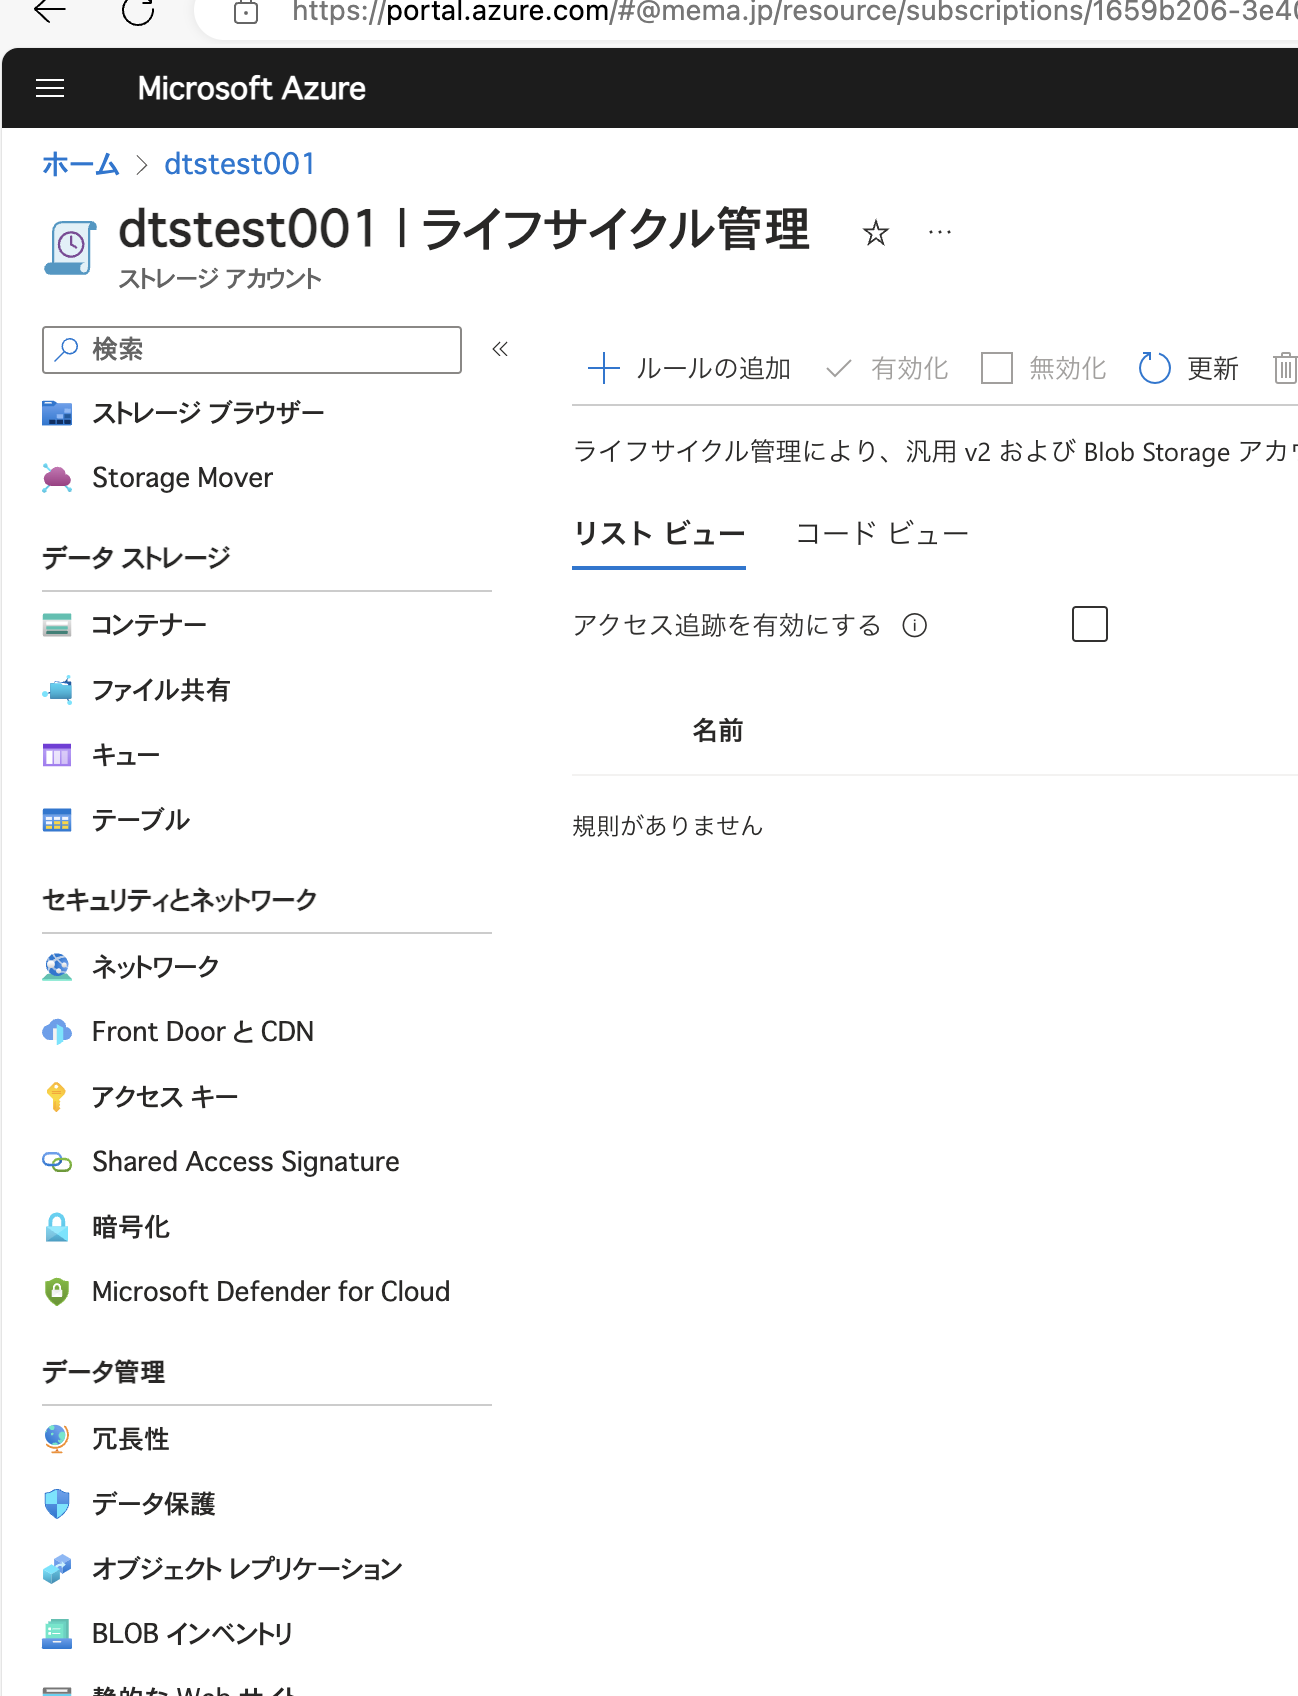 https://portal.azure.com/#@mema.jp/resource/subscriptions/1659b206-3e4
Microsoft Azure
ホーム > dtstest001
dtstest001 | ライフサイクル管理 ☆ …
ストレージ アカウント
検索 «
ルールの追加 有効化 無効化 更新
ストレージ ブラウザー
Storage Mover
データ ストレージ
コンテナー
ファイル共有
キュー
テーブル
セキュリティとネットワーク
ネットワーク
Front Door と CDN
アクセス キー
Shared Access Signature
暗号化
Microsoft Defender for Cloud
データ管理
冗長性
データ保護
オブジェクト レプリケーション
BLOB インベントリ
静的な Web サイト
ライフサイクル管理により、汎用 v2 および Blob Storage アカウ
リスト ビュー コード ビュー
アクセス追跡を有効にする
名前
規則がありません